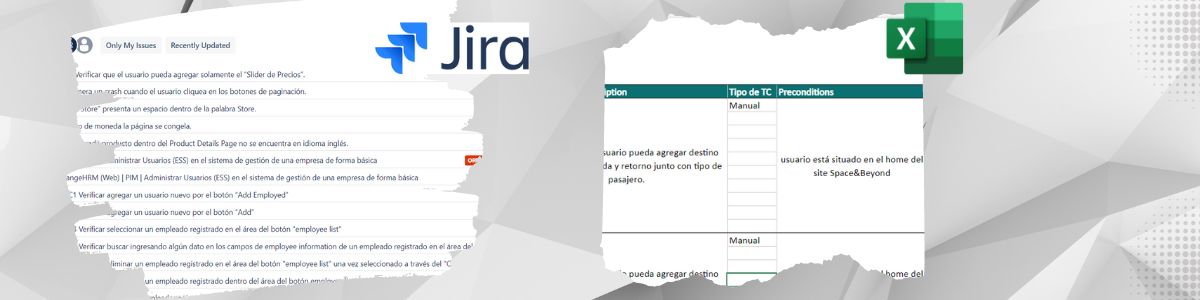 Only My Issues Recently Updated
Jira
Verificar que el usuario pueda agregar solamente el "Slider de Precios".
un crash cuando el usuario cliquea en los botones de paginación.
Store" presenta un espacio dentro de la palabra Store.
de moneda la página se congela.
producto dentro del Product Details Page no se encuentra en idioma inglés.
Administrar Usuarios (ESS) en el sistema de gestión de una empresa de forma básica
angeHRM (Web) | PIM | Administrar Usuarios (ESS) en el sistema de gestión de una empresa de forma básica
Verificar agregar un usuario nuevo por el botón "Add Employed"
agregar un usuario nuevo por el botón "Add"
Verificar seleccionar un empleado registrado en el área del botón "employee list"
Verificar buscar ingresando algún dato en los campos de employee information de un empleado registrado en el área del
eliminar un empleado registrado en el área del botón "employee list" una vez seleccionado a través del "C
un empleado registrado dentro del área del botón
X
iption Tipo de TC Preconditions
Manual
suario pueda agregar destino
da y retorno junto con tipo de
pasajero.
usuario está situado en el home del
site Space&Beyond
Manual
pueda agregar destino
home del